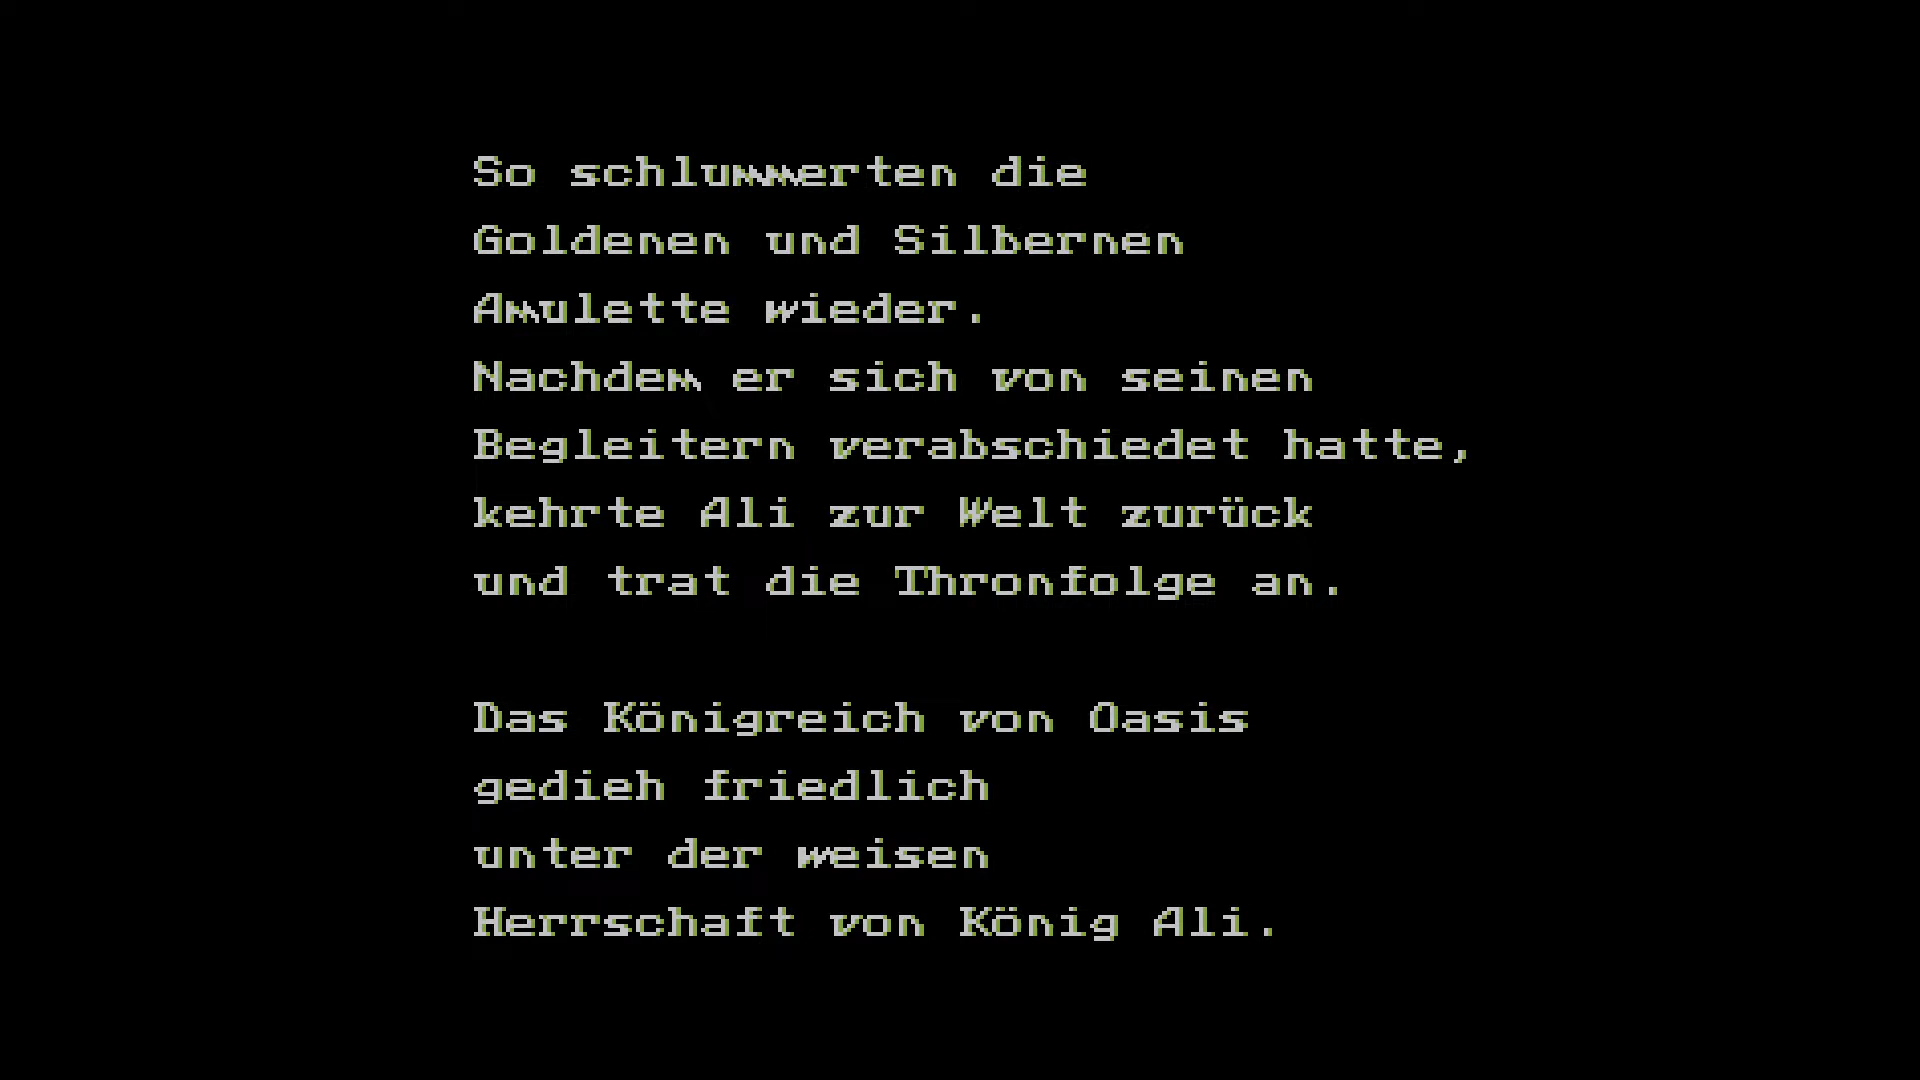 So schlummerten die
Goldenen und Silbernen
Amulette wieder.
Nachdem er sich von seinen
Begleitern verabschiedet hatte,
kehrte Ali zur Welt zurück
und trat die Thronfolge an.
Das Königreich von Oasis
gedieh friedlich
unter der weisen
Herrschaft von König Ali.